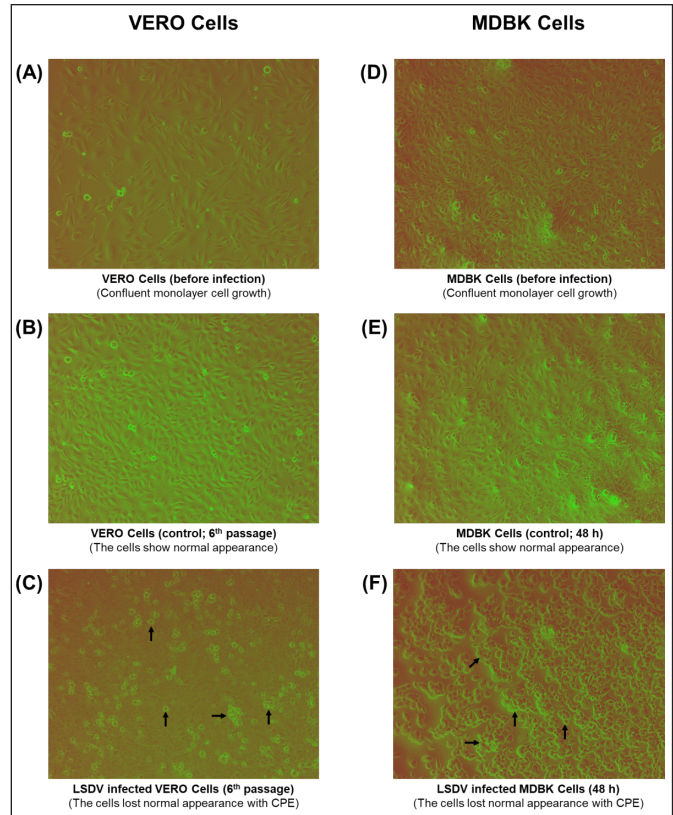 VERO Cells
MDBK Cells
(A)
VERO Cells (before infection)
(Confluent monolayer cell growth)
(D)
MDBK Cells (before infection)
(Confluent monolayer cell growth)
(B)
VERO Cells (control; 6th passage)
(The cells show normal appearance)
(E)
MDBK Cells (control; 48 h)
(The cells show normal appearance)
(C)
LSDV infected VERO Cells (6th passage)
(The cells lost normal appearance with CPE)
(F)
LSDV infected MDBK Cells (48 h)
(The cells lost normal appearance with CPE)